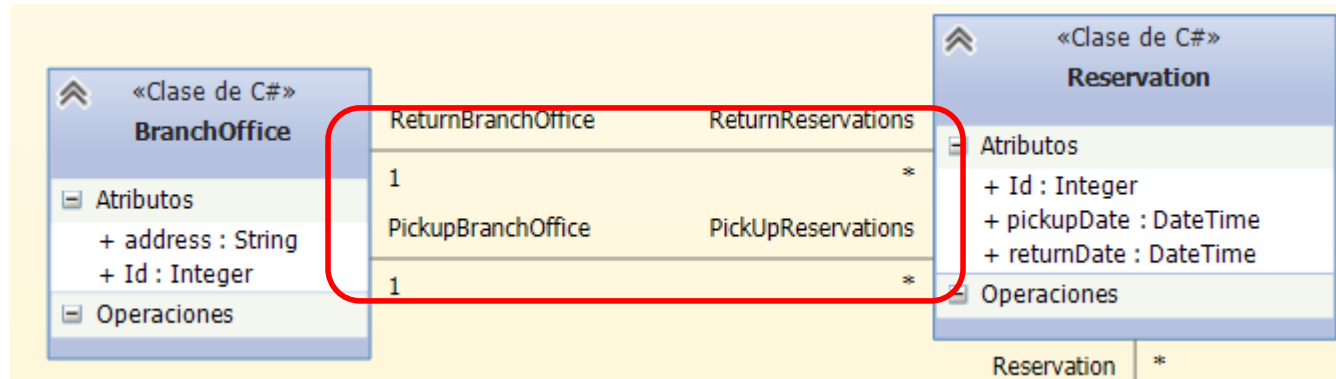 «Clase de C#»
BranchOffice
Atributos
+ address : String
+ Id : Integer
Operaciones
ReturnBranchOffice ReturnReservations
1 *
PickupBranchOffice PickUpReservations
1 *
«Clase de C#»
Reservation
Atributos
+ Id : Integer
+ pickupDate : DateTime
+ returnDate : DateTime
Operaciones
Reservation *